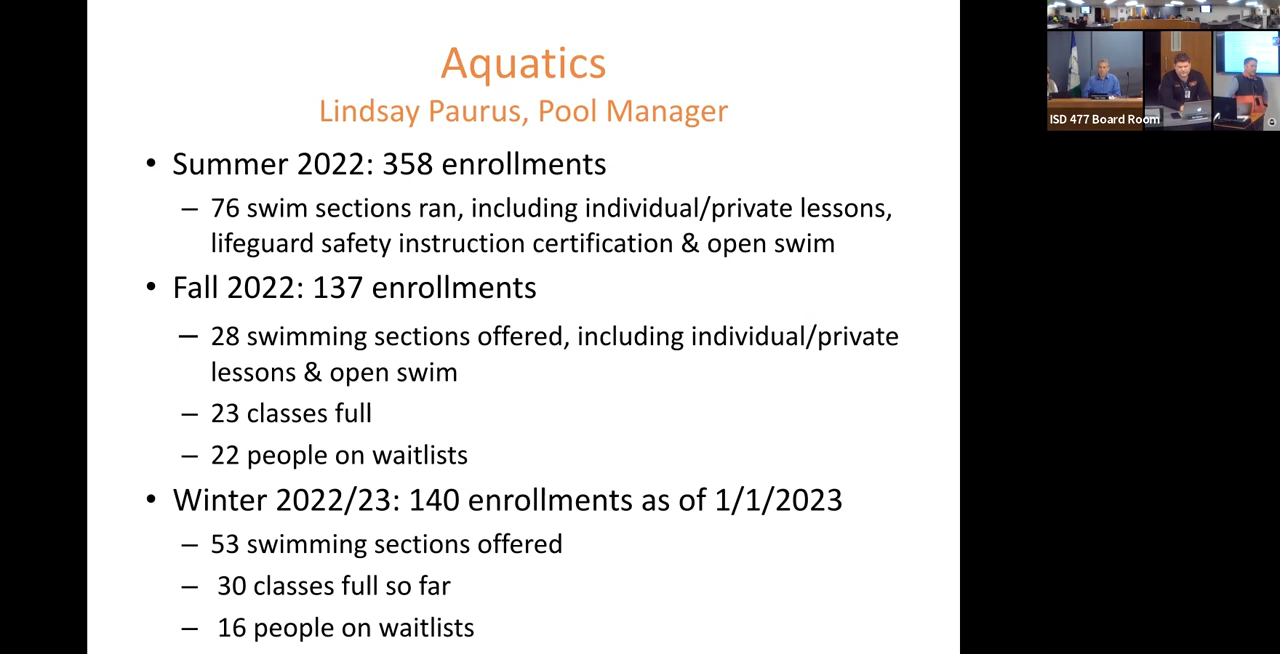 Aquatics
Lindsay Paurus, Pool Manager
• Summer 2022: 358 enrollments
– 76 swim sections ran, including individual/private lessons,
lifeguard safety instruction certification & open swim
• Fall 2022: 137 enrollments
– 28 swimming sections offered, including individual/private
lessons & open swim
– 23 classes full
– 22 people on waitlists
• Winter 2022/23: 140 enrollments as of 1/1/2023
– 53 swimming sections offered
– 30 classes full so far
– 16 people on waitlists
ISD 477 Board Room